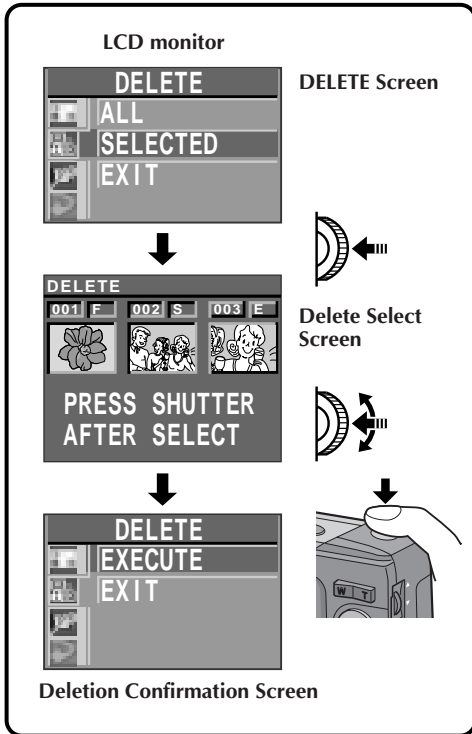 LCD monitor
DELETE
ALL
SELECTED
EXIT
DELETE Screen
DELETE
001 F 002 S 003 E
PRESS SHUTTER
AFTER SELECT
Delete Select
Screen
DELETE
EXECUTE
EXIT
W T
Deletion Confirmation Screen